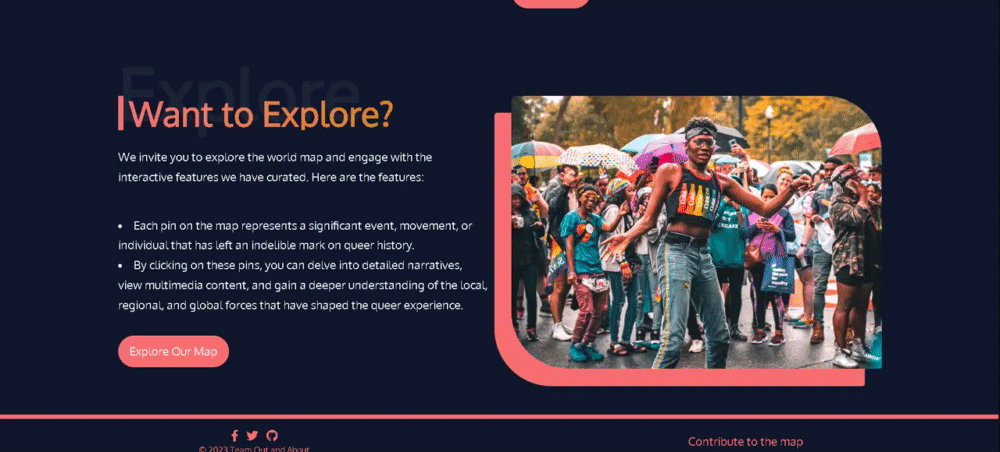 Explore
Want to Explore?
We invite you to explore the world map and engage with the
interactive features we have curated. Here are the features:
• Each pin on the map represents a significant event, movement, or
individual that has left an indelible mark on queer history.
• By clicking on these pins, you can delve into detailed narratives,
view multimedia content, and gain a deeper understanding of the local,
regional, and global forces that have shaped the queer experience.
Explore Our Map
© 2023 Team Out and About
Contribute to the map